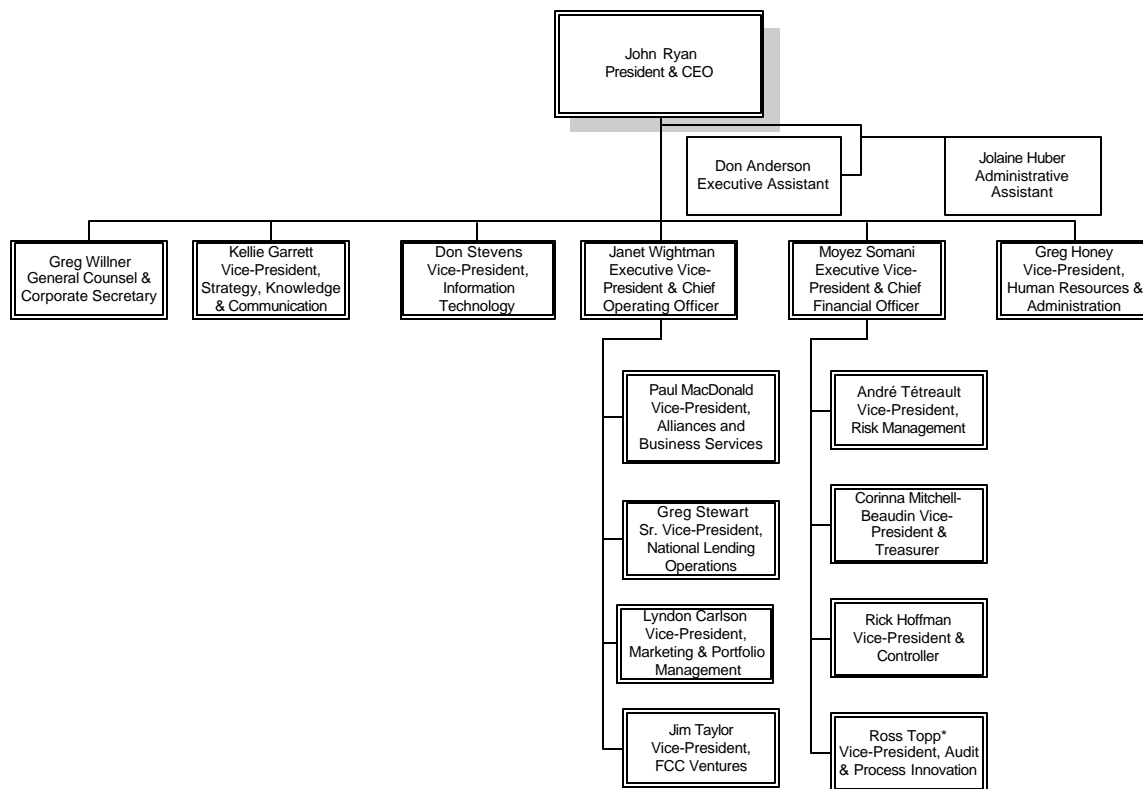 John Ryan
President & CEO
Don Anderson
Executive Assistant
Jolaine Huber
Administrative
Assistant
Greg Willner
General Counsel &
Corporate Secretary
Kellie Garrett
Vice-President,
Strategy, Knowledge
& Communication
Don Stevens
Vice-President,
Information
Technology
Janet Wightman
Executive Vice-
President & Chief
Operating Officer
Moyez Somani
Executive Vice-
President & Chief
Financial Officer
Greg Honey
Vice-President,
Human Resources &
Administration
Paul MacDonald
Vice-President,
Alliances and
Business Services
Greg Stewart
Sr. Vice-President,
National Lending
Operations
Lyndon Carlson
Vice-President,
Marketing & Portfolio
Management
Jim Taylor
Vice-President,
FCC Ventures
André Tétreault
Vice-President,
Risk Management
Corinna Mitchell-
Beaudin Vice-
President &
Treasurer
Rick Hoffman
Vice-President &
Controller
Ross Topp*
Vice-President, Audit
& Process Innovation